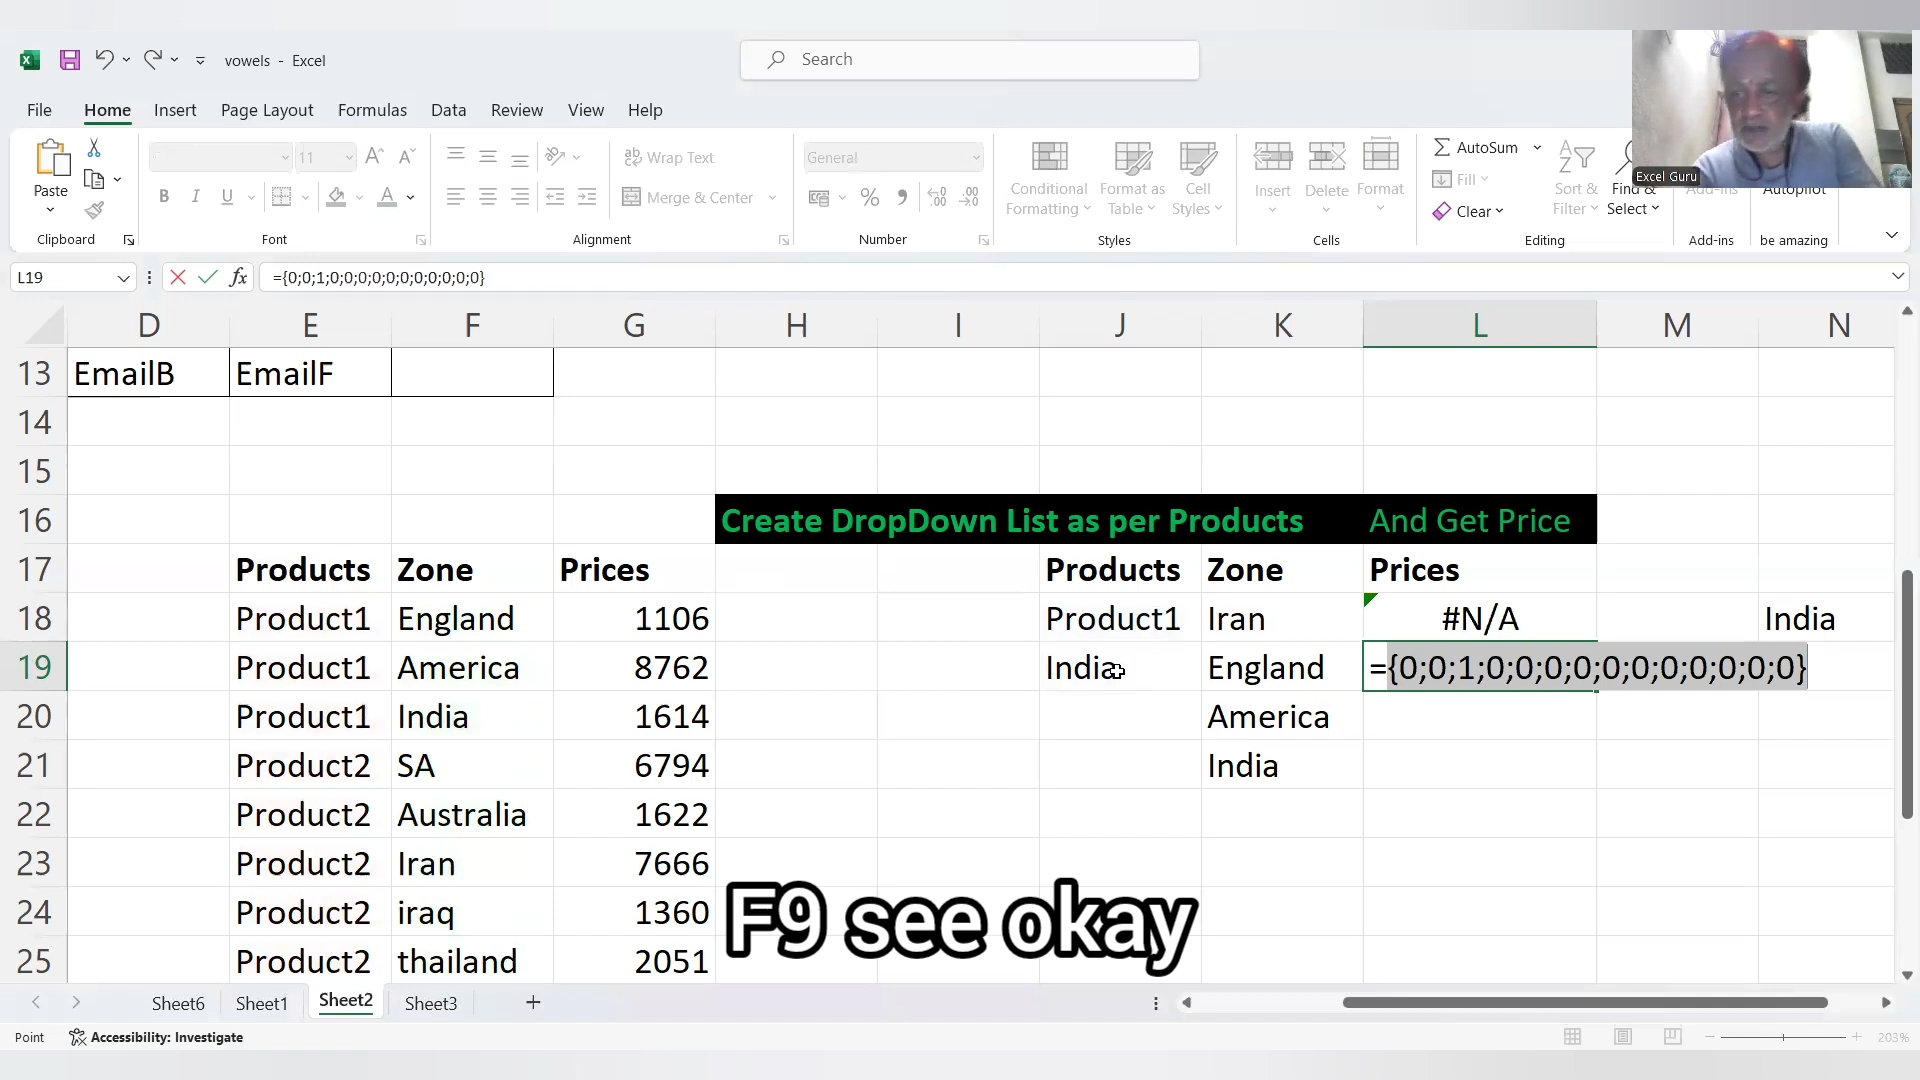 vowels - Excel
Search
File Home Insert Page Layout Formulas Data Review View Help
Paste
Clipboard
11
B I U
Font
Wrap Text
Merge & Center
Alignment
General
Number
Conditional Formatting
Format as Table
Cell Styles
Styles
Insert
Delete
Format
Cells
AutoSum
Fill
Clear
Sort & Filter
Find & Select
Editing
Add-ins
Add-ins
Autopilot
be amazing
Excel Guru
L19
fx
={0;0;1;0;0;0;0;0;0;0;0;0;0;0}
D E F G H I J K L M N
13 EmailB EmailF
14
15
16 Create DropDown List as per Products And Get Price
17 Products Zone Prices Products Zone Prices
18 Product1 England 1106 Product1 Iran #N/A India
19 Product1 America 8762 India England ={0;0;1;0;0;0;0;0;0;0;0;0;0;0}
20 Product1 India 1614 America
21 Product2 SA 6794 India
22 Product2 Australia 1622
23 Product2 Iran 7666
24 Product2 iraq 1360
25 Product2 thailand 2051
F9 see okay
Sheet6 Sheet1 Sheet2 Sheet3
Point Accessibility: Investigate
203%